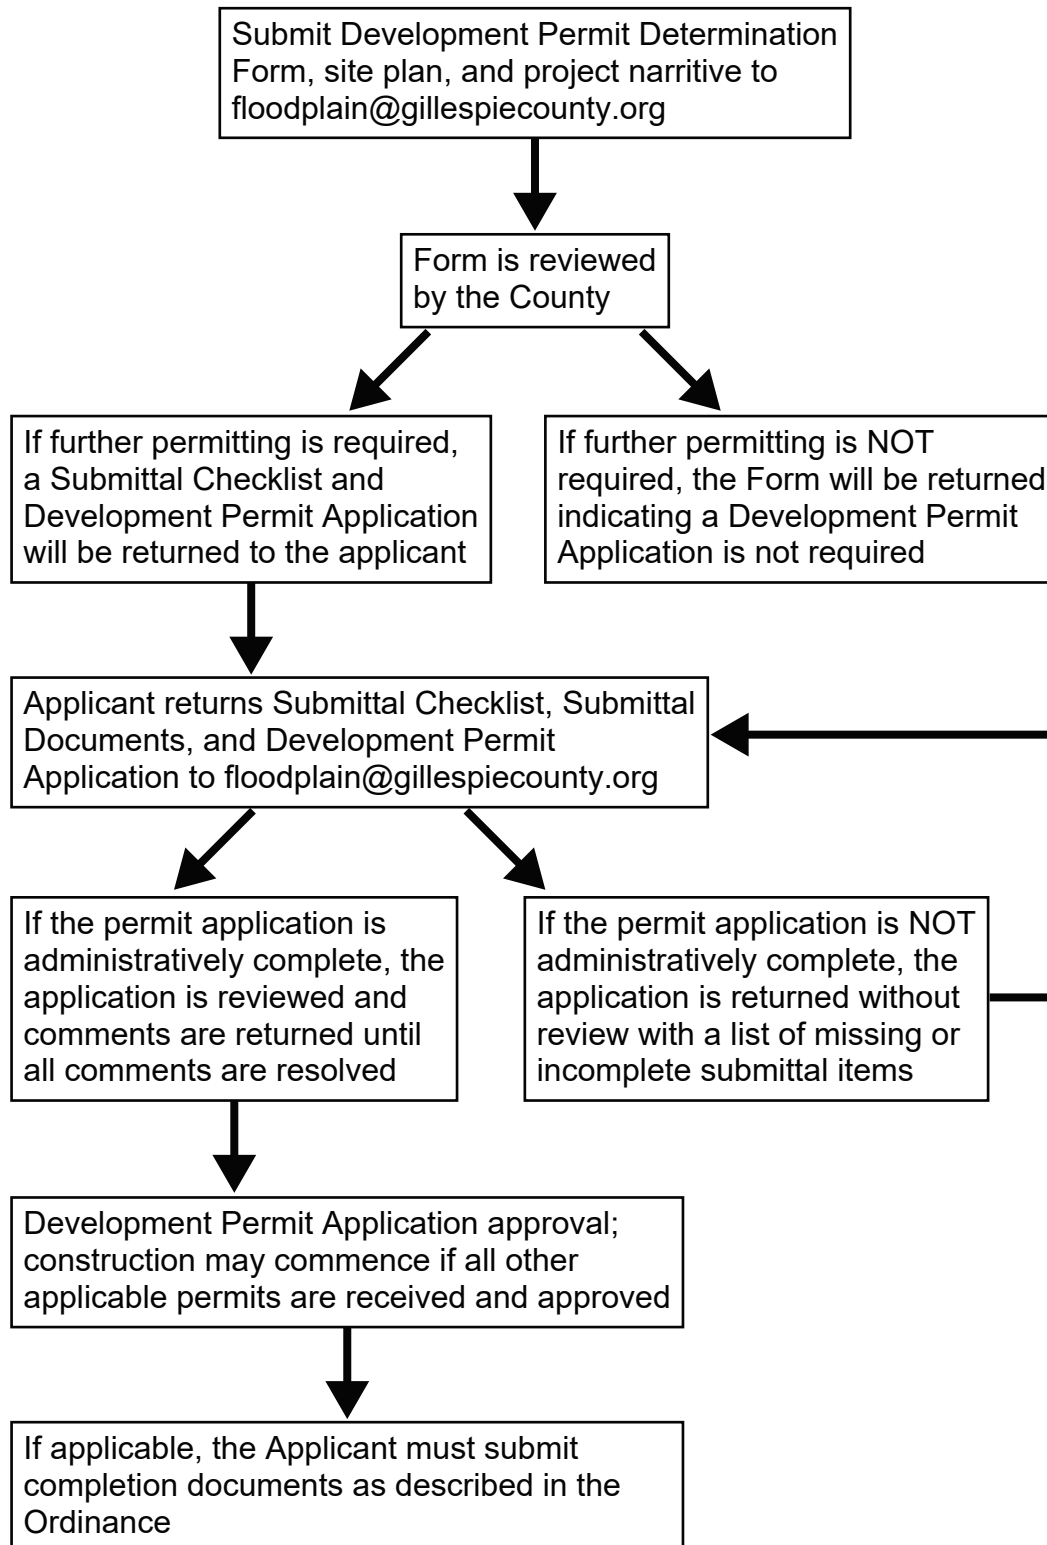 Submit Development Permit Determination
Form, site plan, and project narritive to
floodplain@gillespiecounty.org
Form is reviewed
by the County
If further permitting is required,
a Submittal Checklist and
Development Permit Application
will be returned to the applicant
If further permitting is NOT
required, the Form will be returned
indicating a Development Permit
Application is not required
Applicant returns Submittal Checklist, Submittal
Documents, and Development Permit
Application to floodplain@gillespiecounty.org
If the permit application is
administratively complete, the
application is reviewed and
comments are returned until
all comments are resolved
If the permit application is NOT
administratively complete, the
application is returned without
review with a list of missing or
incomplete submittal items
Development Permit Application approval;
construction may commence if all other
applicable permits are received and approved
If applicable, the Applicant must submit
completion documents as described in the
Ordinance